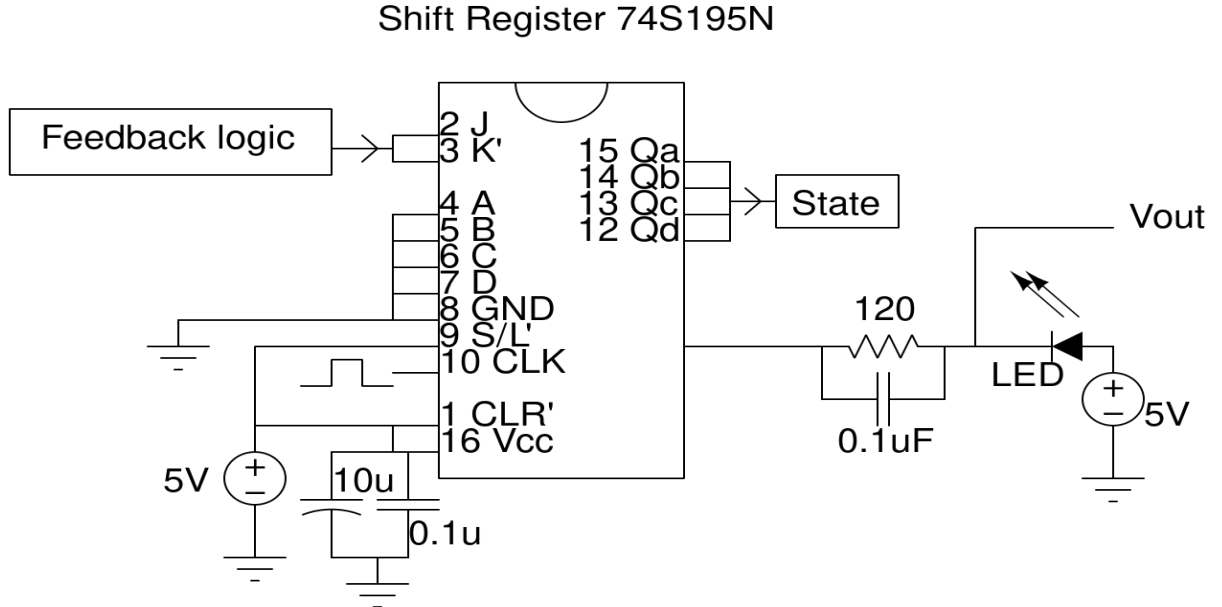 Shift Register 74S195N
Feedback logic
2 J
3 K'
4 A
5 B
6 C
7 D
8 GND
9 S/L'
10 CLK
1 CLR'
16 Vcc
15 Qa
14 Qb
13 Qc
12 Qd
State
Vout
120
0.1uF
LED
+
−
5V
+
−
5V
10u
0.1u